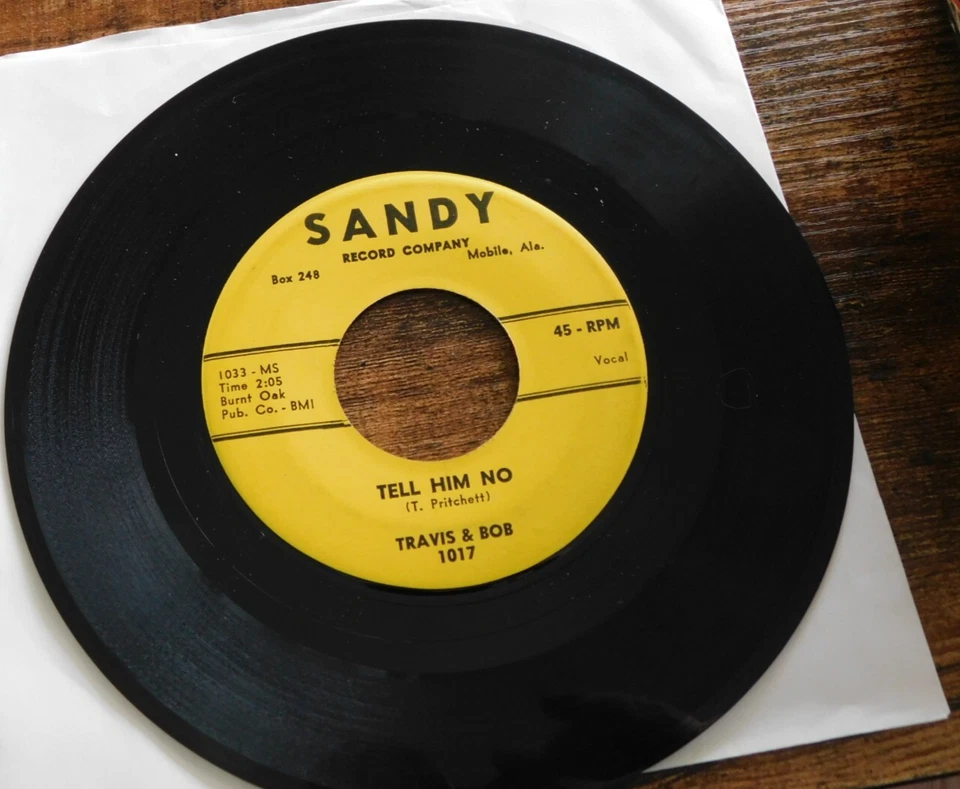 SANDY
RECORD COMPANY
Box 248
Mobile, Ala.
45 - RPM
Vocal
1033 - MS
Time 2:05
Burnt Oak
Pub. Co. - BMI
TELL HIM NO
(T. Pritchett)
TRAVIS & BOB
1017